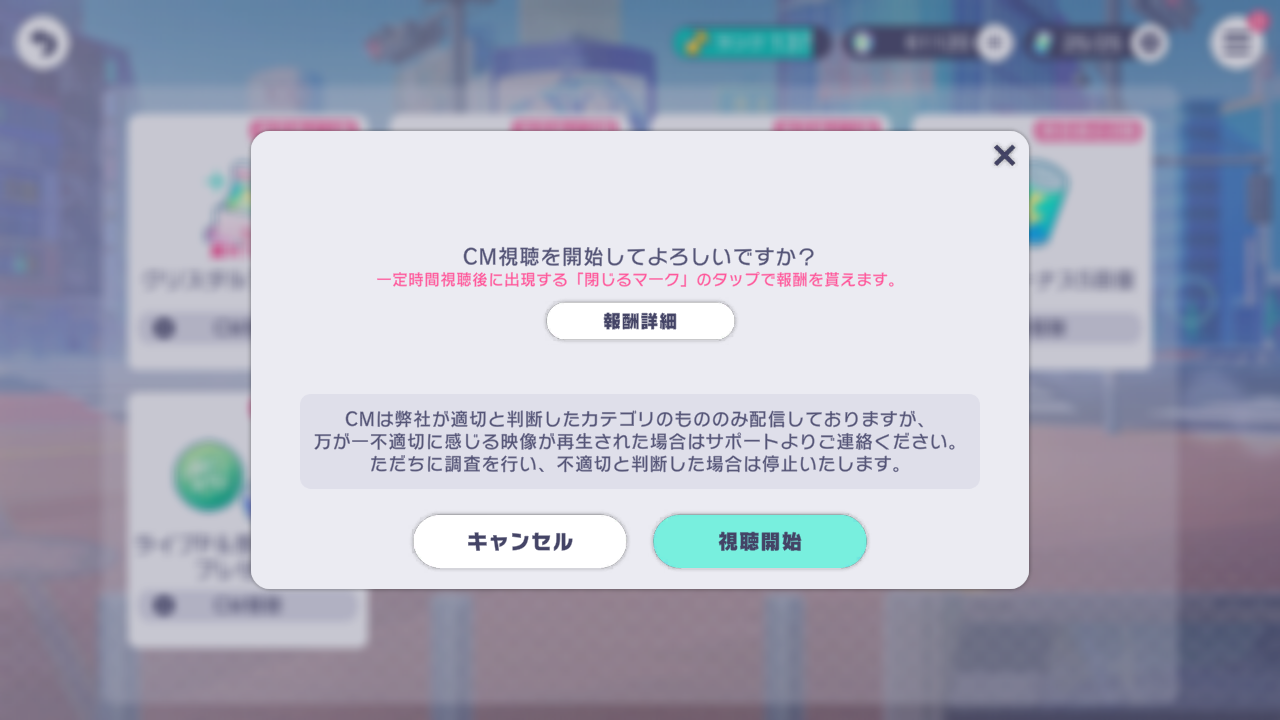 CM視聴を開始してよろしいですか？
一定時間視聴後に出現する「閉じるマーク」のタップで報酬を貰えます。
報酬詳細
CMは弊社が適切と判断したカテゴリのもののみ配信しておりますが、
万が一不適切に感じる映像が再生された場合はサポートよりご連絡ください。
ただちに調査を行い、不適切と判断した場合は停止いたします。
キャンセル
視聴開始